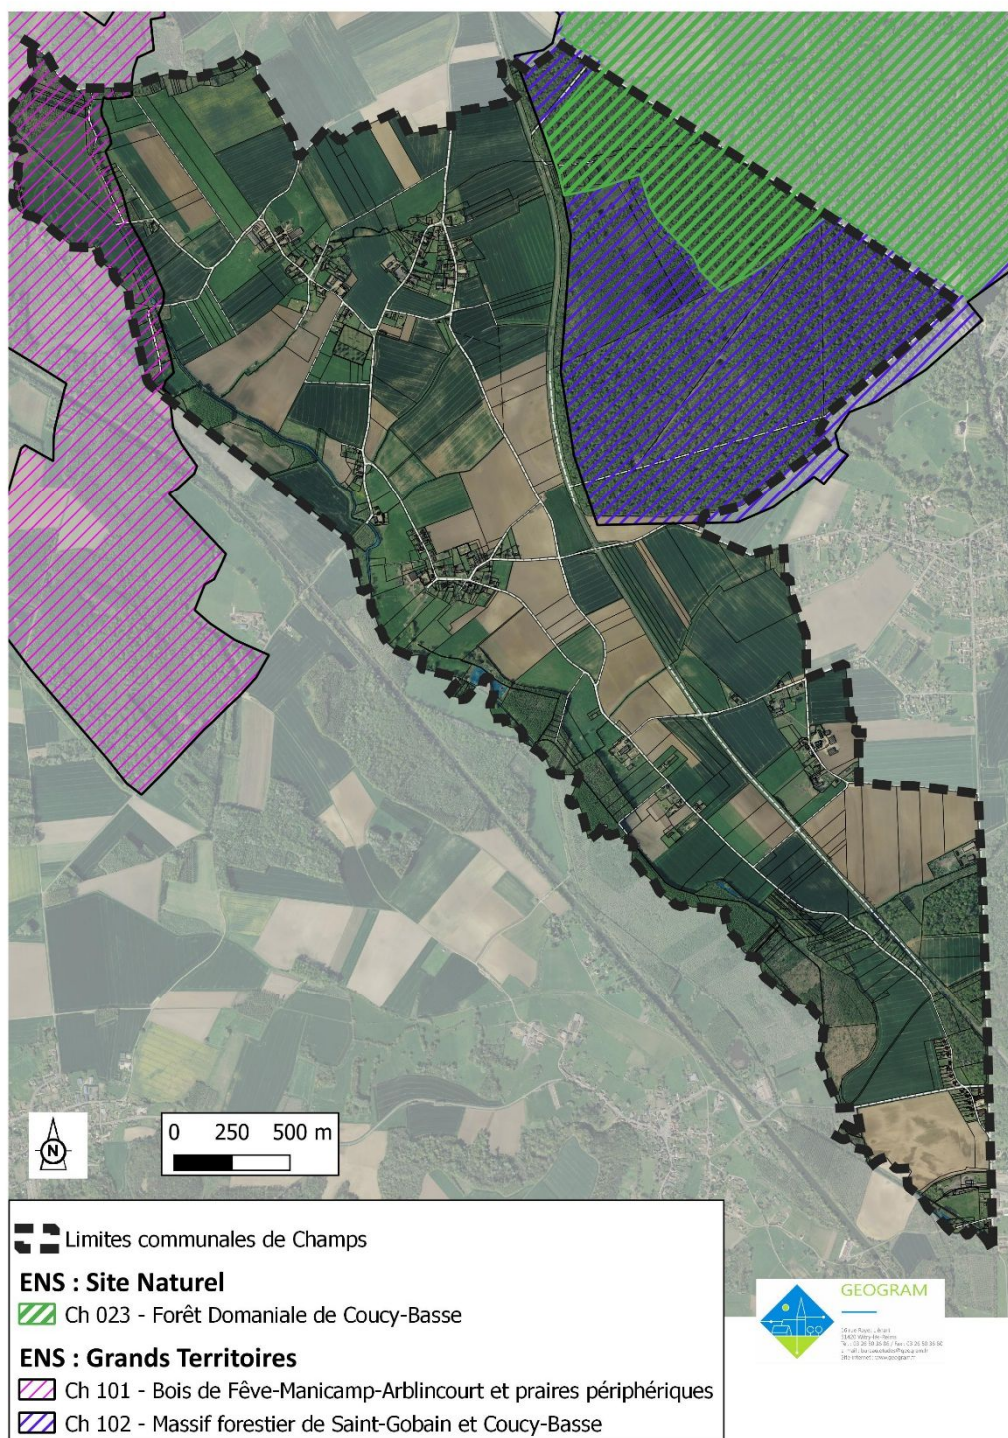 N
0 250 500 m
Limites communales de Champs
ENS : Site Naturel
Ch 023 - Forêt Domaniale de Coucy-Basse
ENS : Grands Territoires
Ch 101 - Bois de Fêve-Manicamp-Arblincourt et praires périphériques
Ch 102 - Massif forestier de Saint-Gobain et Coucy-Basse
GEOGRAM